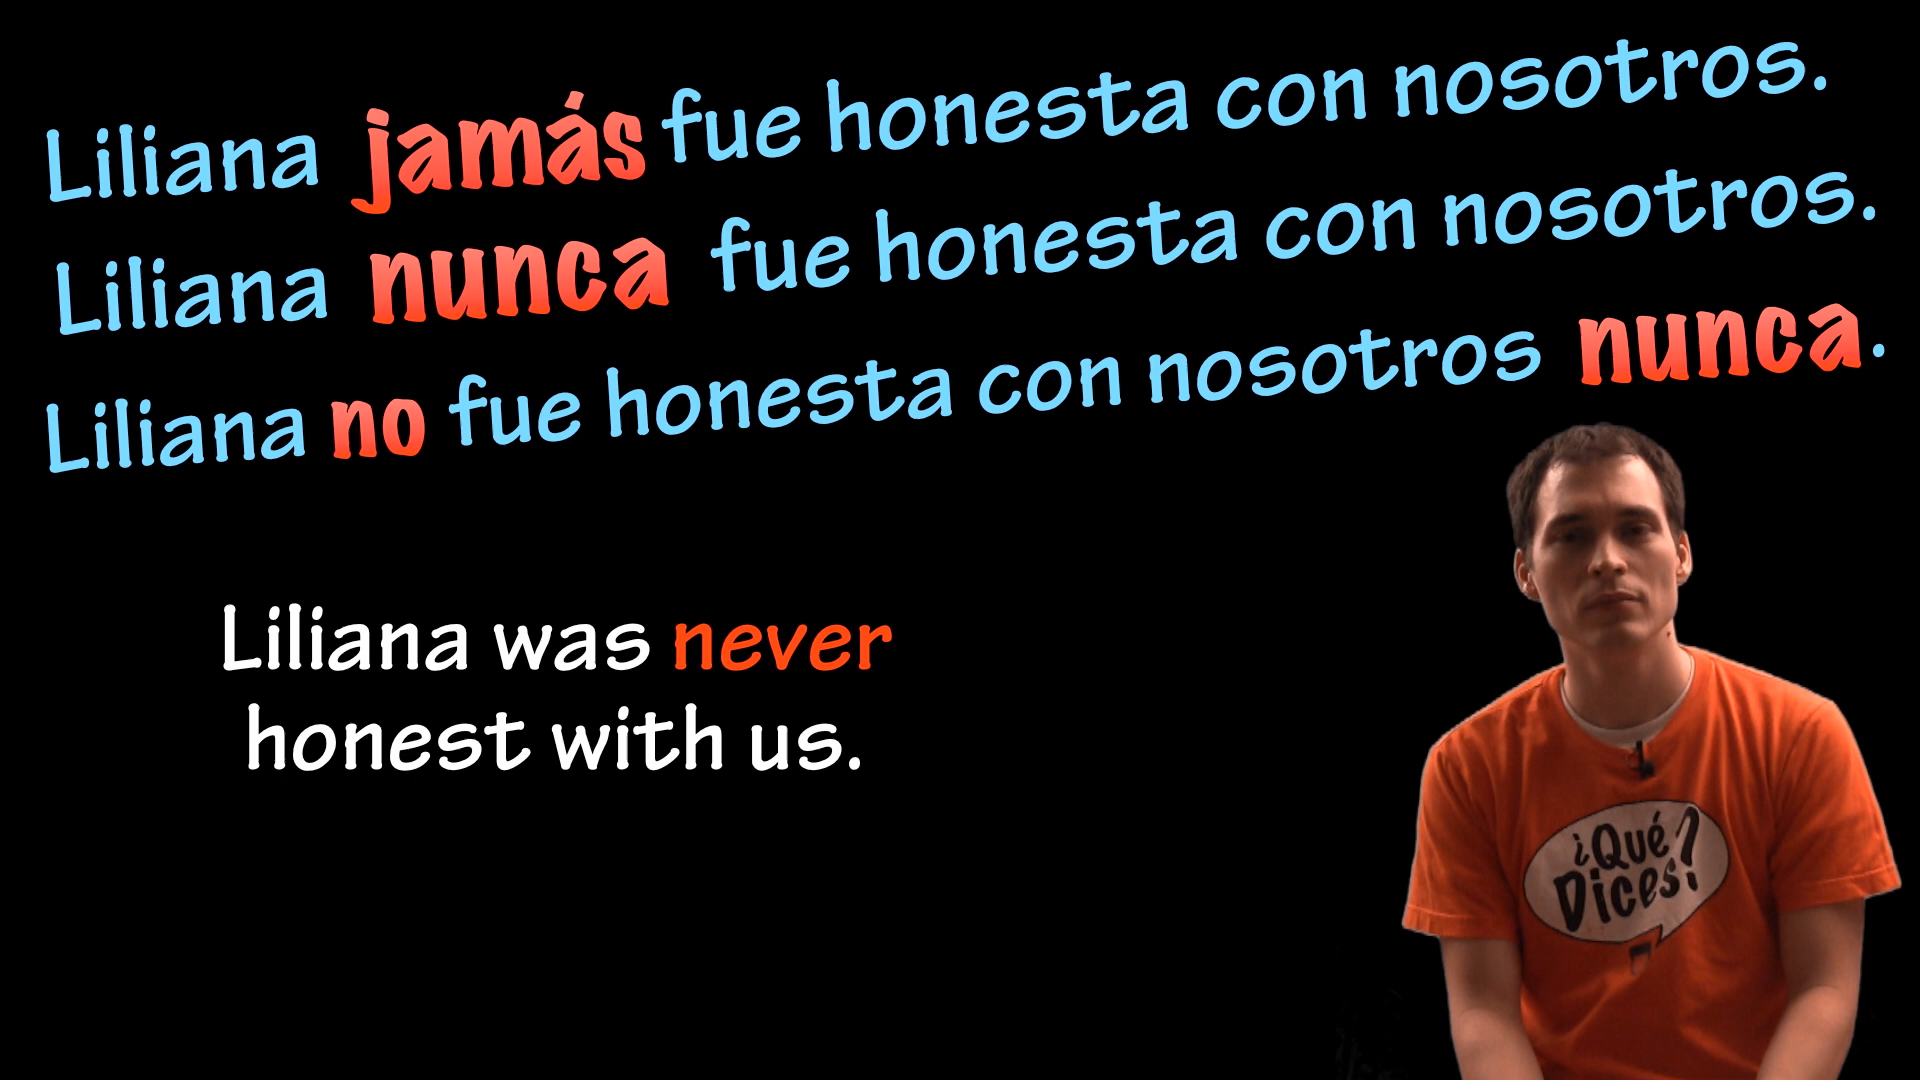 Liliana jamás fue honesta con nosotros.
Liliana nunca fue honesta con nosotros.
Liliana no fue honesta con nosotros nunca.
Liliana was never
honest with us.
¿Qué
Dices?